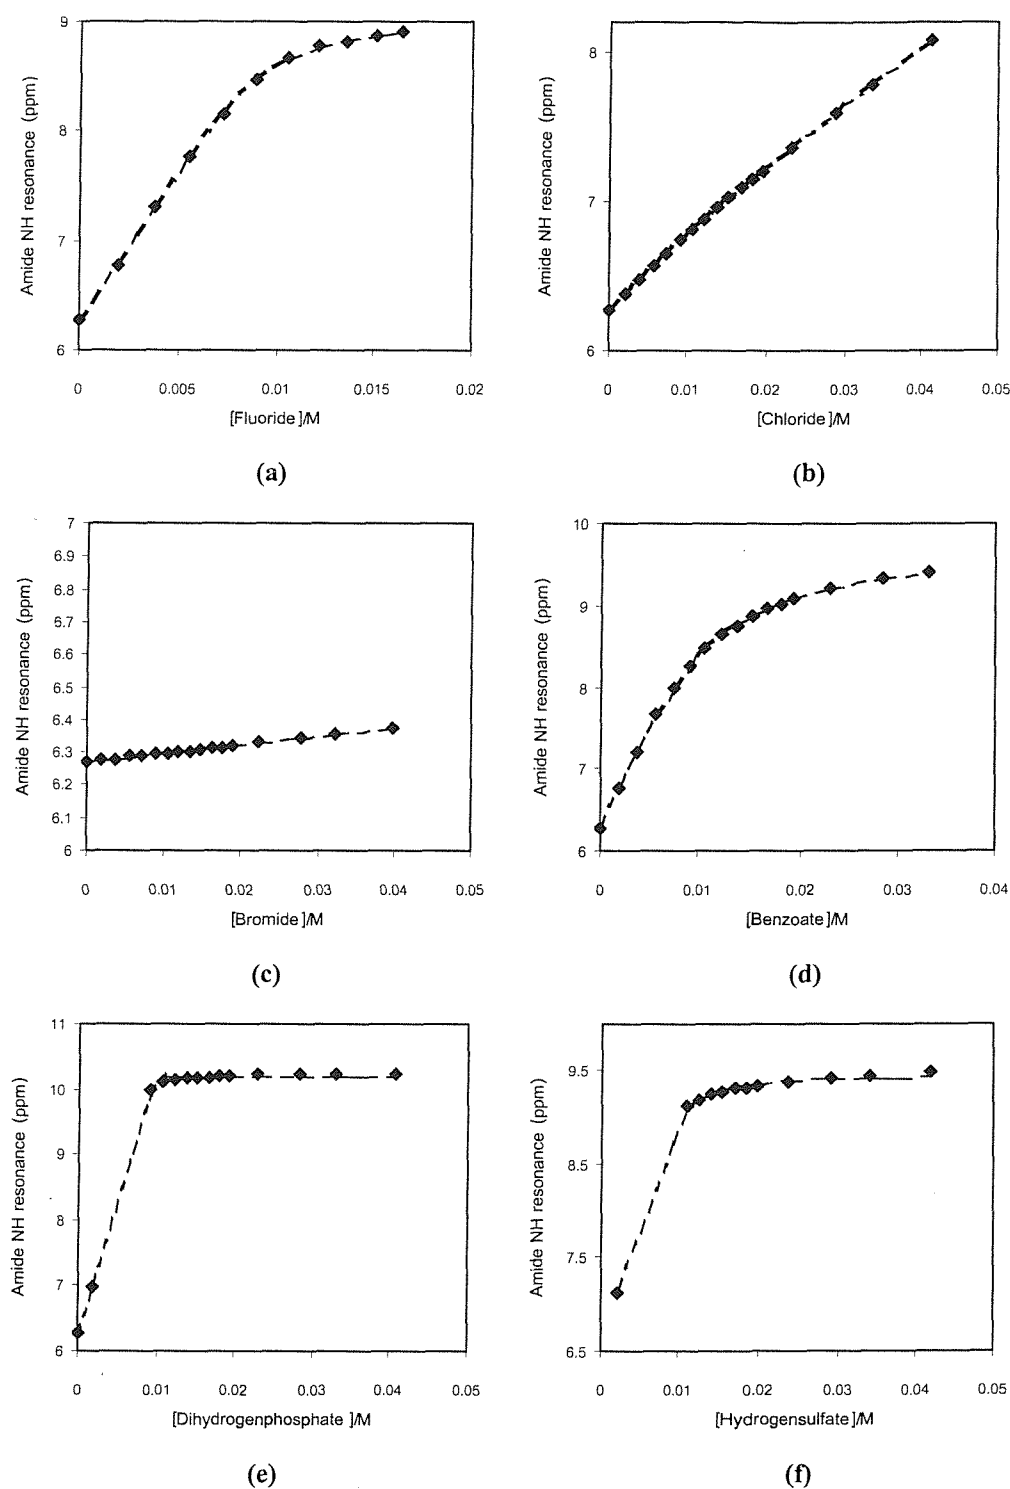 9
8
7
6
Amide NH resonance (ppm)
0 0.005 0.01 0.015 0.02
[Fluoride]/M
(a)
8
7
6
Amide NH resonance (ppm)
0 0.01 0.02 0.03 0.04 0.05
[Chloride]/M
(b)
7
6.9
6.8
6.7
6.6
6.5
6.4
6.3
6.2
6.1
6
Amide NH resonance (ppm)
0 0.01 0.02 0.03 0.04 0.05
[Bromide]/M
(c)
10
9
8
7
6
Amide NH resonance (ppm)
0 0.01 0.02 0.03 0.04
[Benzoate]/M
(d)
11
10
9
8
7
6
Amide NH resonance (ppm)
0 0.01 0.02 0.03 0.04 0.05
[Dihydrogenphosphate]/M
(e)
9.5
8.5
7.5
6.5
Amide NH resonance (ppm)
0 0.01 0.02 0.03 0.04 0.05
[Hydrogensulfate]/M
(f)